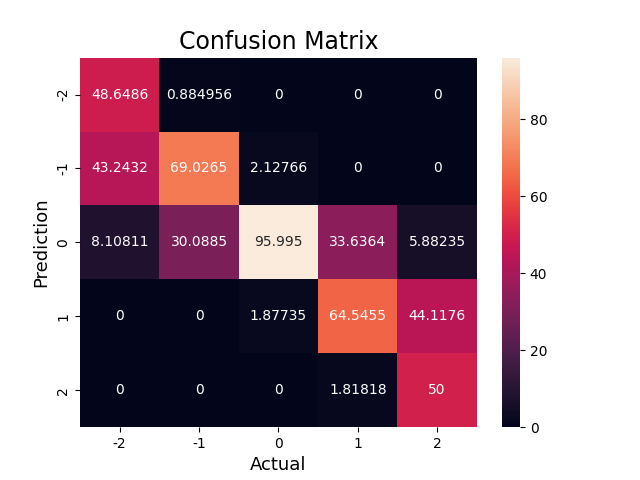 Confusion Matrix
-2 48.6486 0.884956 0 0 0
-1 43.2432 69.0265 2.12766 0 0
0 8.10811 30.0885 95.995 33.6364 5.88235
1 0 0 1.87735 64.5455 44.1176
2 0 0 0 1.81818 50
-2 -1 0 1 2
Prediction
Actual
80
60
40
20
0